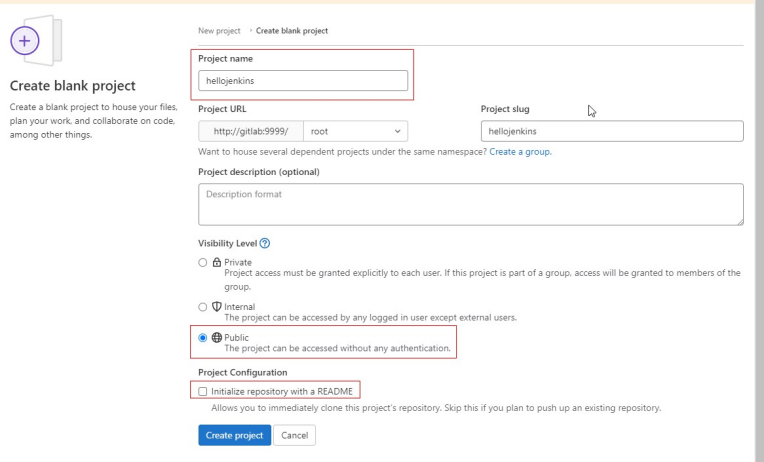 New project › Create blank project
Create blank project
Create a blank project to house your files,
plan your work, and collaborate on code,
among other things.
Project name
hellojenkins
Project URL
Project slug
http://gitlab:9999/
root
hellojenkins
Want to house several dependent projects under the same namespace? Create a group.
Project description (optional)
Description format
Visibility Level
Private
Project access must be granted explicitly to each user. If this project is part of a group, access will be granted to members of the
group.
Internal
The project can be accessed by any logged in user except external users.
Public
The project can be accessed without any authentication.
Project Configuration
Initialize repository with a README
Allows you to immediately clone this project's repository. Skip this if you plan to push up an existing repository.
Create project
Cancel